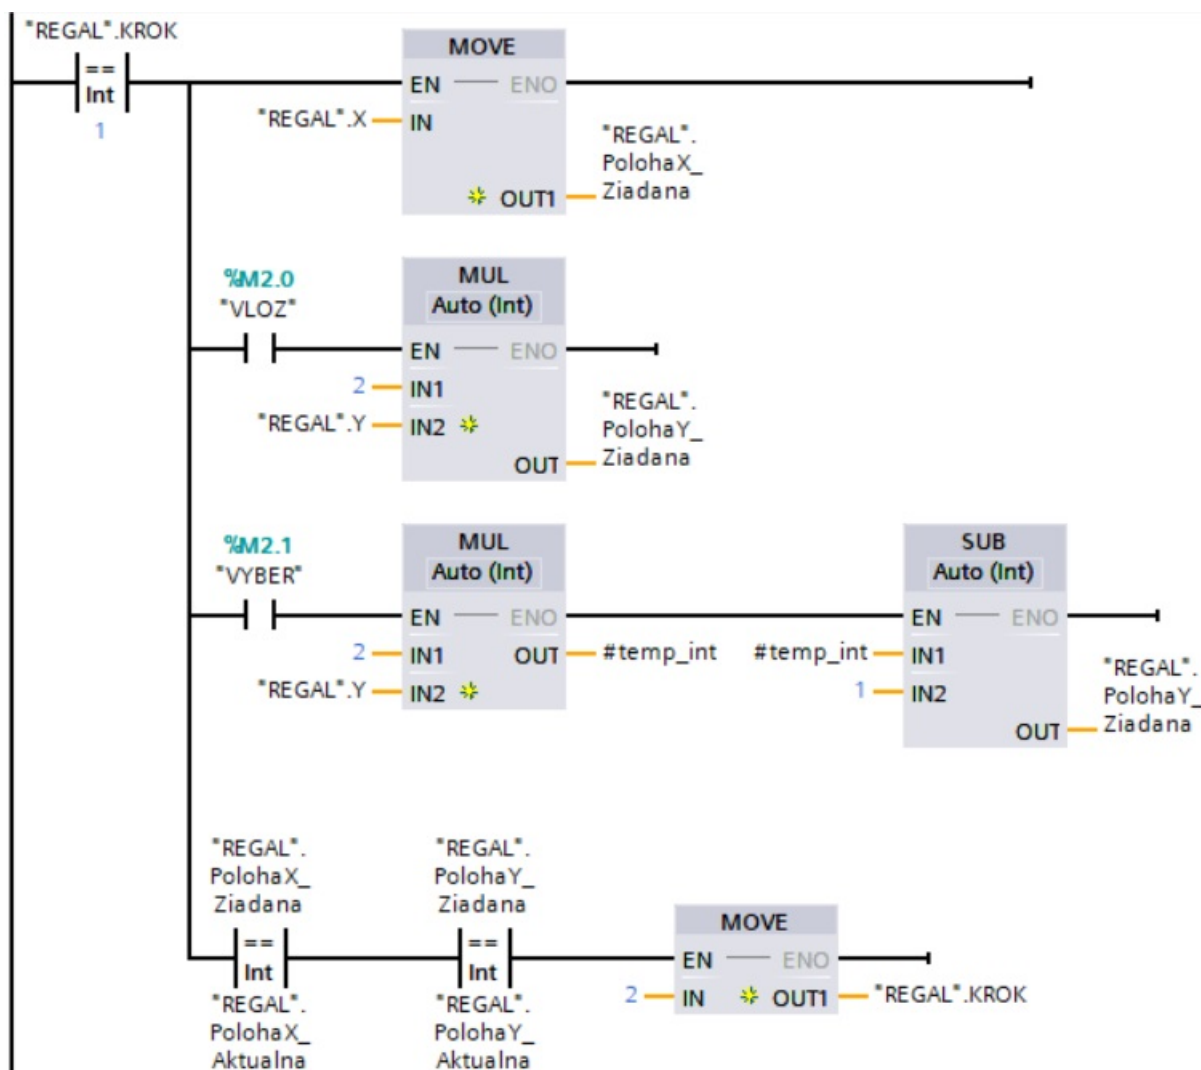 "REGAL".KROK
==
Int
1
MOVE
EN ENO
"REGAL".X IN
OUT1
"REGAL".
PolohaX_
Ziadana
%M2.0
"VLOZ"
MUL
Auto (Int)
EN ENO
2 IN1
"REGAL".Y IN2
OUT
"REGAL".
PolohaY_
Ziadana
%M2.1
"VYBER"
MUL
Auto (Int)
EN ENO
2 IN1 OUT #temp_int
"REGAL".Y IN2
SUB
Auto (Int)
EN ENO
#temp_int IN1
1 IN2
OUT
"REGAL".
PolohaY_
Ziadana
"REGAL".
PolohaX_
Ziadana
==
Int
"REGAL".
PolohaX_
Aktualna
"REGAL".
PolohaY_
Ziadana
==
Int
"REGAL".
PolohaY_
Aktualna
MOVE
EN ENO
2 IN OUT1 "REGAL".KROK